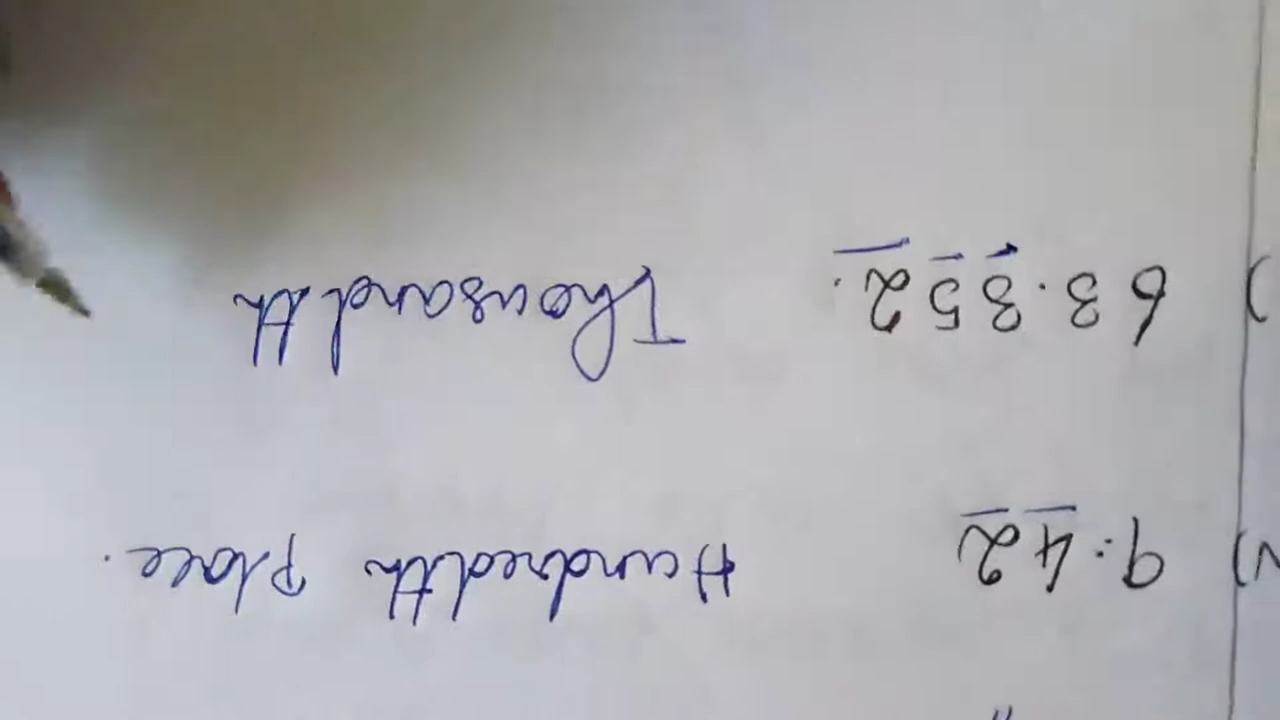 v) 9.42 Hundredth Place.
) 63.352. Thousandth